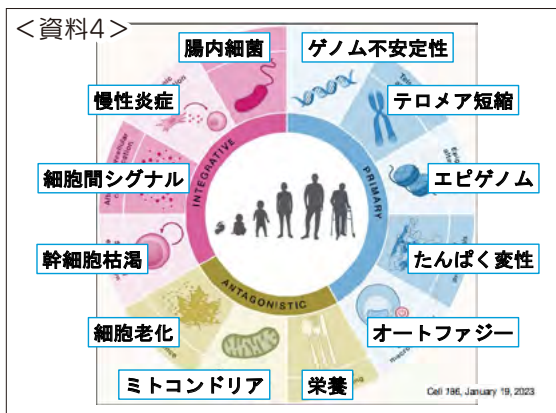 <資料4>
腸内細菌
ゲノム不安定性
慢性炎症
テロメア短縮
細胞間シグナル
エピゲノム
幹細胞枯渇
たんぱく変性
細胞老化
オートファジー
ミトコンドリア
栄養
INTEGRATIVE
PRIMARY
ANTAGONISTIC
Cell 186, January 19, 2023